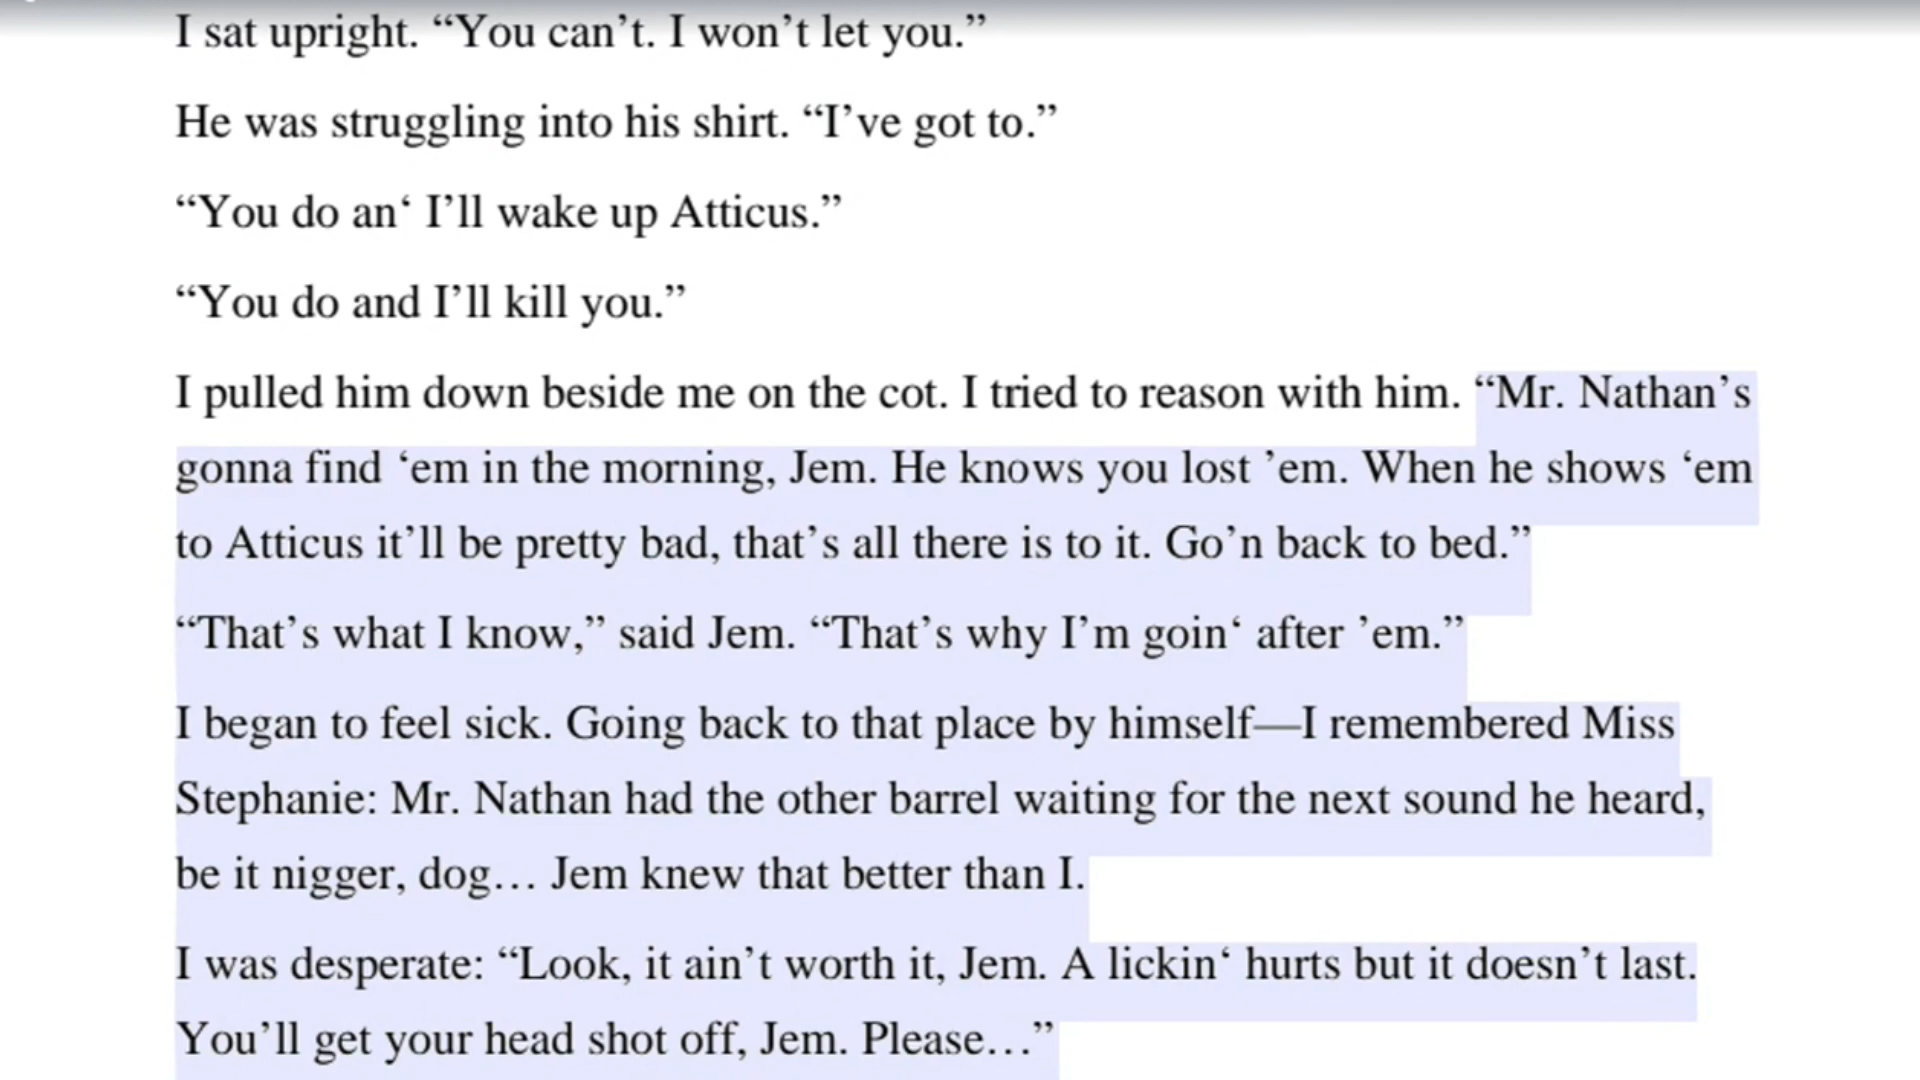 I sat upright. “You can’t. I won’t let you.”
He was struggling into his shirt. “I’ve got to.”
“You do an‘ I’ll wake up Atticus.”
“You do and I’ll kill you.”
I pulled him down beside me on the cot. I tried to reason with him. “Mr. Nathan’s
gonna find ‘em in the morning, Jem. He knows you lost ’em. When he shows ‘em
to Atticus it’ll be pretty bad, that’s all there is to it. Go’n back to bed.”
“That’s what I know,” said Jem. “That’s why I’m goin‘ after ’em.”
I began to feel sick. Going back to that place by himself—I remembered Miss
Stephanie: Mr. Nathan had the other barrel waiting for the next sound he heard,
be it nigger, dog… Jem knew that better than I.
I was desperate: “Look, it ain’t worth it, Jem. A lickin‘ hurts but it doesn’t last.
You’ll get your head shot off, Jem. Please…”